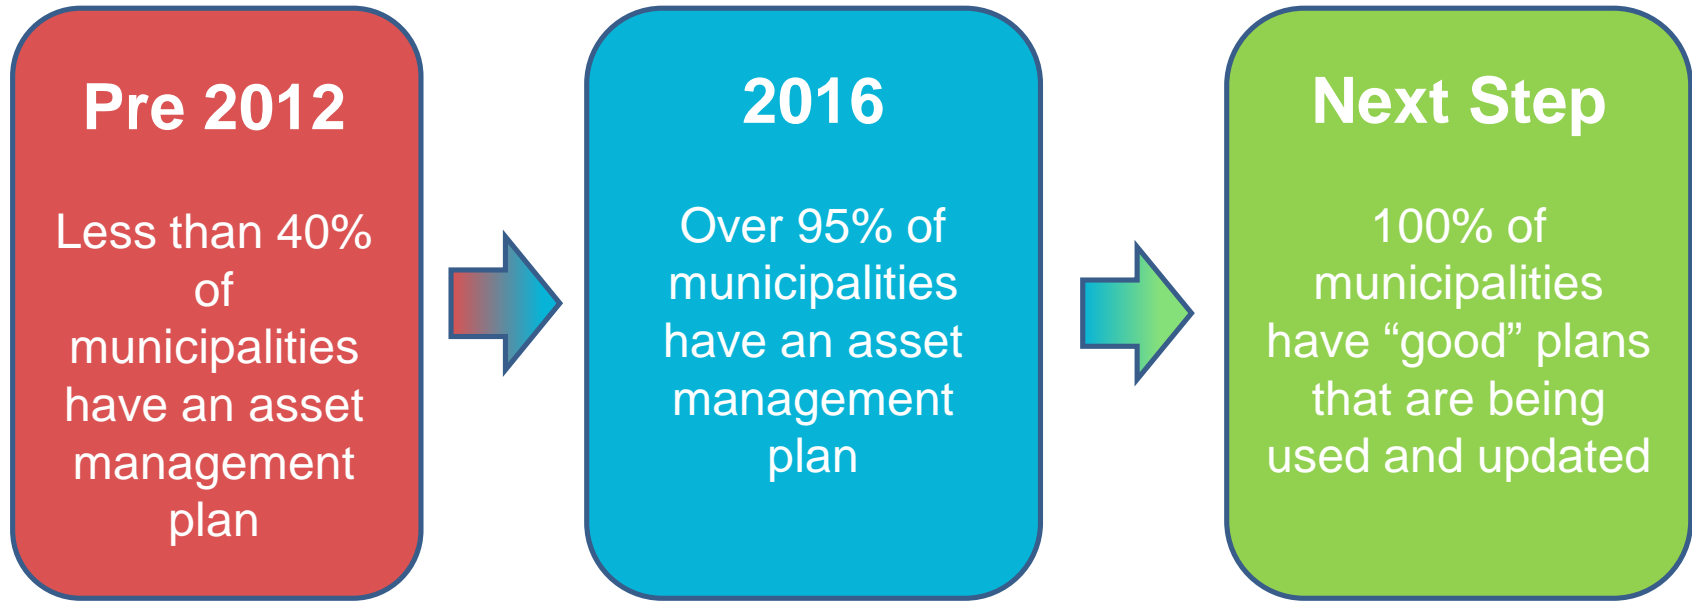 Pre 2012
Less than 40%
of
municipalities
have an asset
management
plan
2016
Over 95% of
municipalities
have an asset
management
plan
Next Step
100% of
municipalities
have “good” plans
that are being
used and updated